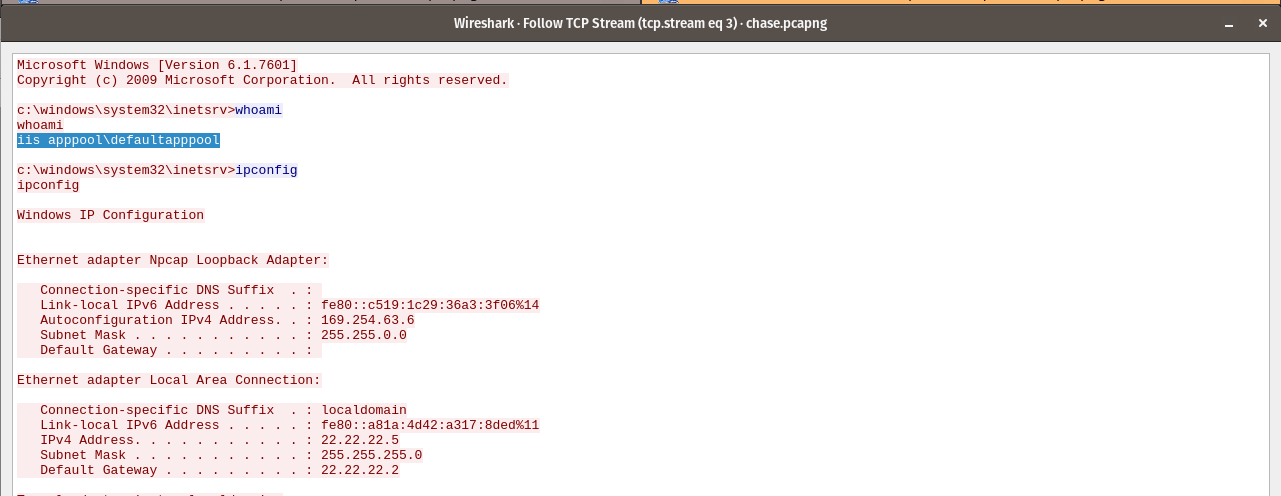 Wireshark · Follow TCP Stream (tcp.stream eq 3) · chase.pcapng
Microsoft Windows [Version 6.1.7601]
Copyright (c) 2009 Microsoft Corporation.  All rights reserved.
c:\windows\system32\inetsrv>whoami
whoami
iis apppool\defaultapppool
c:\windows\system32\inetsrv>ipconfig
ipconfig
Windows IP Configuration
Ethernet adapter Npcap Loopback Adapter:
   Connection-specific DNS Suffix  . :
   Link-local IPv6 Address . . . . . : fe80::c519:1c29:36a3:3f06%14
   Autoconfiguration IPv4 Address. . : 169.254.63.6
   Subnet Mask . . . . . . . . . . . : 255.255.0.0
   Default Gateway . . . . . . . . . :
Ethernet adapter Local Area Connection:
   Connection-specific DNS Suffix  . : localdomain
   Link-local IPv6 Address . . . . . : fe80::a81a:4d42:a317:8ded%11
   IPv4 Address. . . . . . . . . . . : 22.22.22.5
   Subnet Mask . . . . . . . . . . . : 255.255.255.0
   Default Gateway . . . . . . . . . : 22.22.22.2